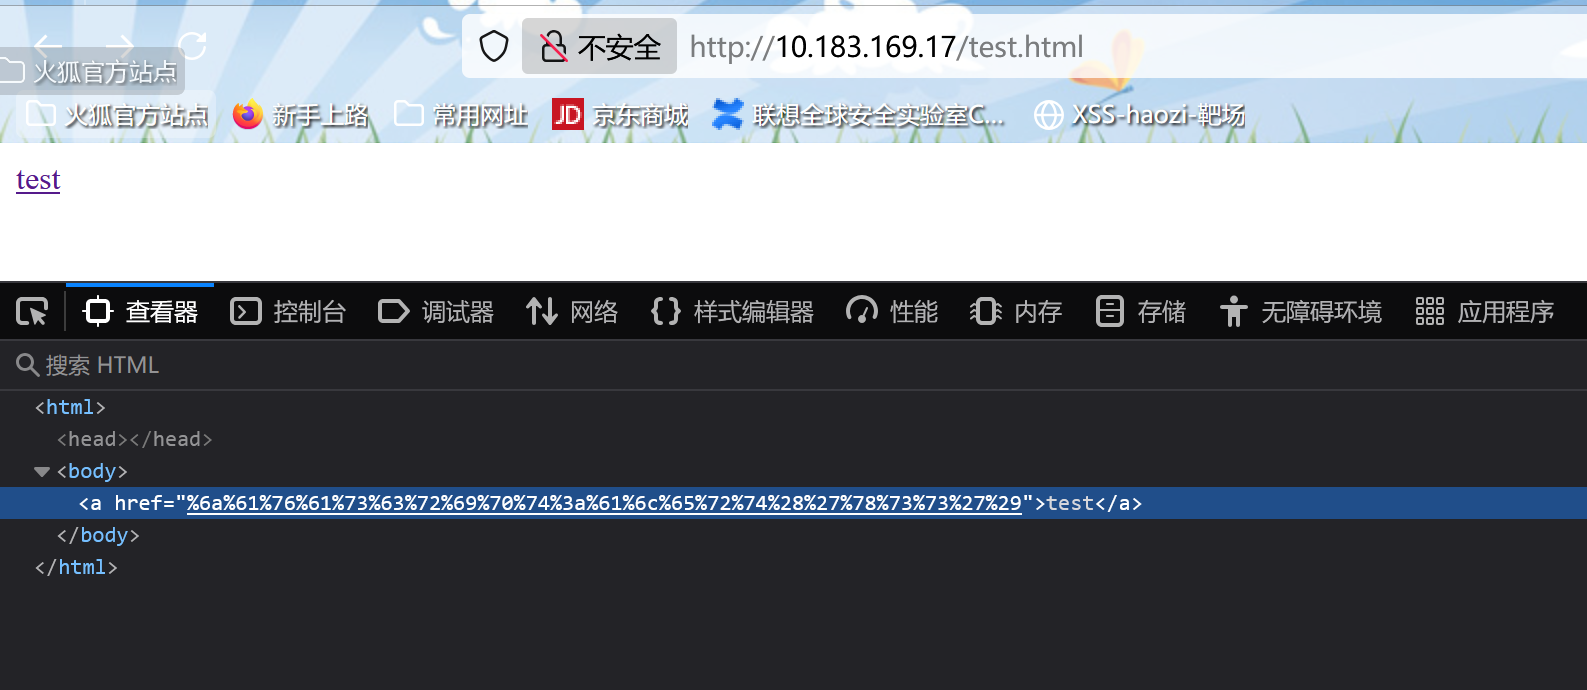 不安全 http://10.183.169.17/test.html
火狐官方站点
火狐官方站点 新手上路 常用网址 JD 京东商城 联想全球安全实验室C... XSS-haozi-靶场
test
查看器 控制台 调试器 网络 样式编辑器 性能 内存 存储 无障碍环境 应用程序
搜索 HTML
<html>
<head></head>
<body>
<a href="%6a%61%76%61%73%63%72%69%70%74%3a%61%6c%65%72%74%28%27%78%73%73%27%29">test</a>
</body>
</html>